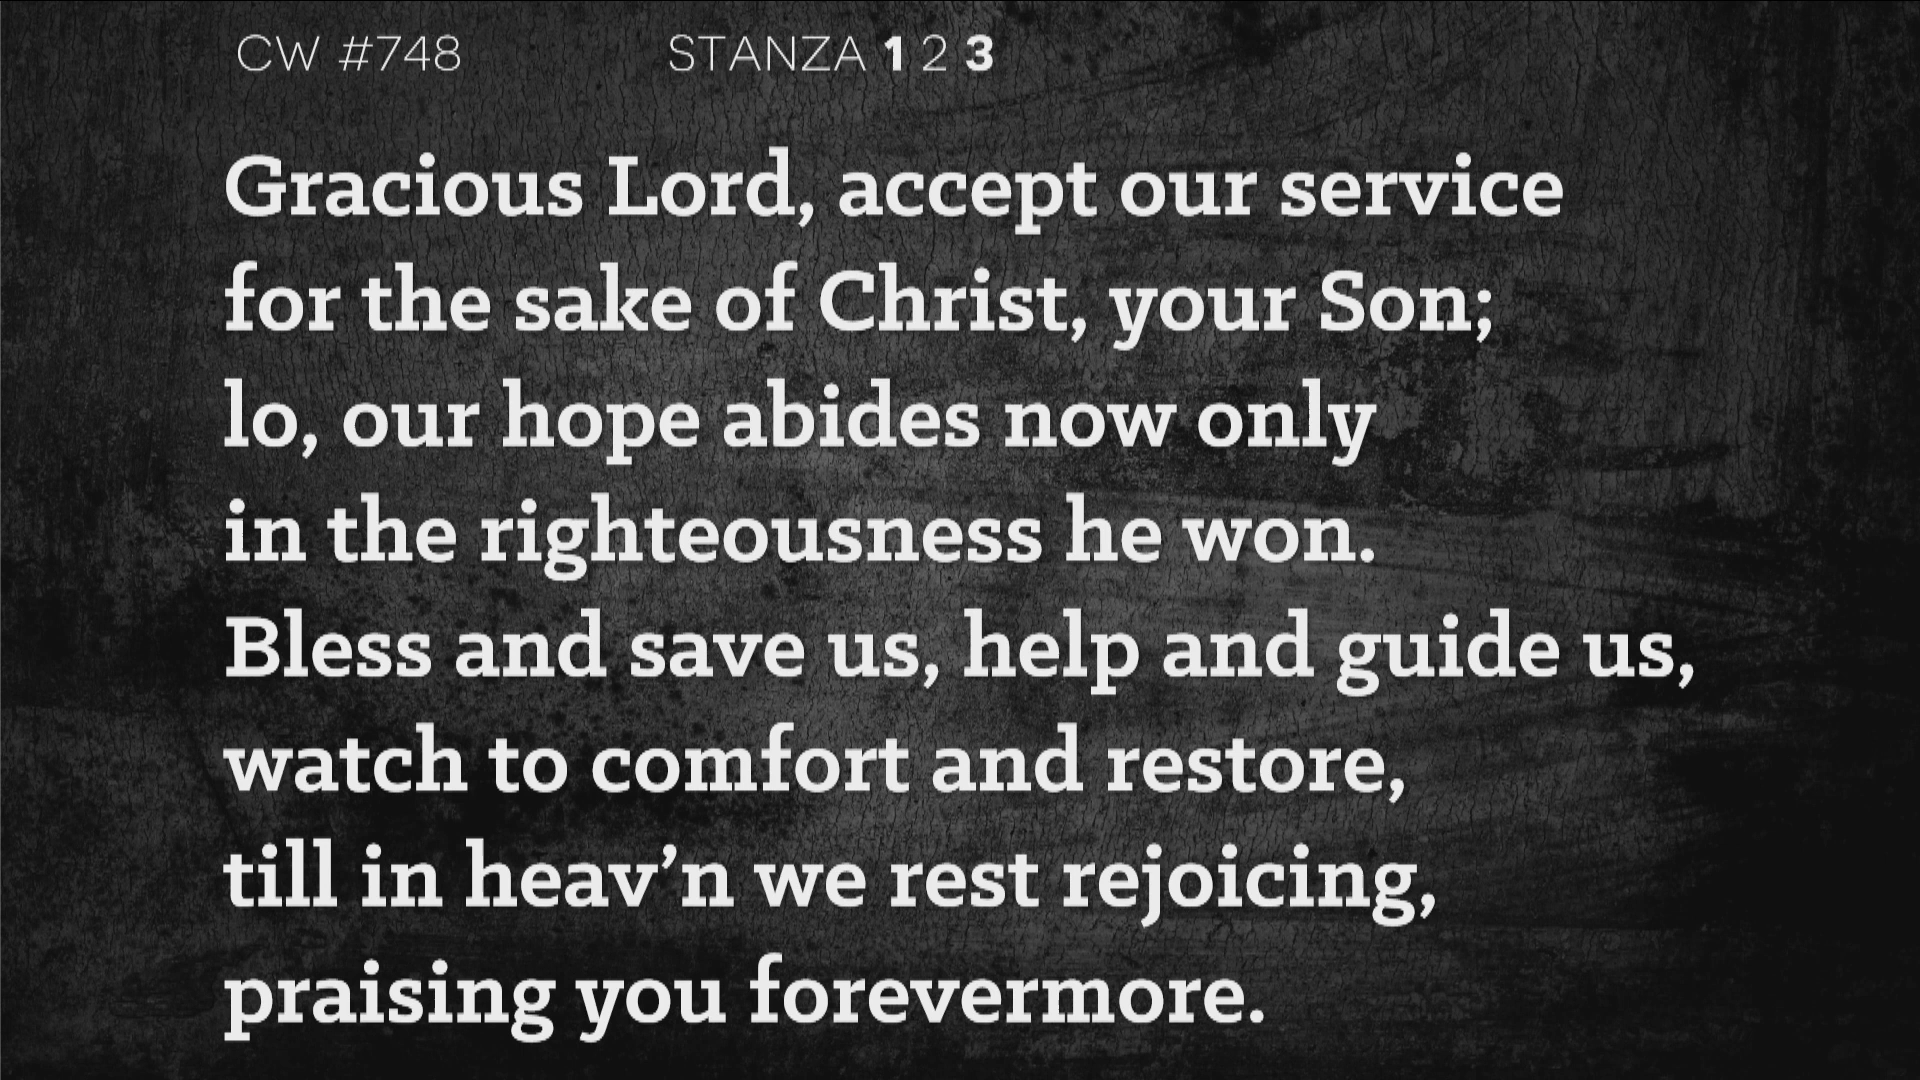 CW #748 STANZA 1 2 3
Gracious Lord, accept our service
for the sake of Christ, your Son;
lo, our hope abides now only
in the righteousness he won.
Bless and save us, help and guide us,
watch to comfort and restore,
till in heav’n we rest rejoicing,
praising you forevermore.